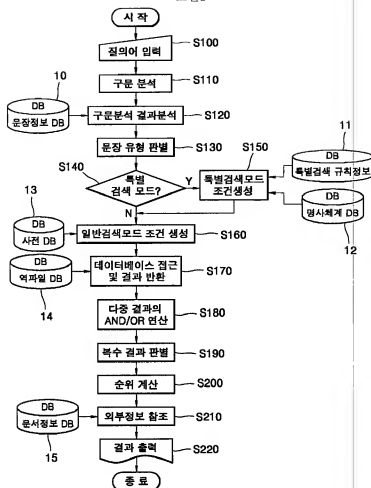 시 작
질의어 입력
S100
구문 분석
S110
10
DB
문장정보 DB
구문분석 결과분석
S120
문장 유형 판별
S130
S140
특별
검색 모드?
Y
N
S150
특별검색모드
조건생성
11
DB
특별검색 규칙정보
DB
명사체계 DB
12
13
DB
사전 DB
일반검색모드 조건 생성
S160
DB
역파일 DB
14
데이터베이스 접근
및 결과 반환
S170
다중 결과의
AND/OR 연산
S180
복수 결과 판별
S190
순위 계산
S200
DB
문서정보 DB
15
외부정보 참조
S210
결과 출력
S220
종 료